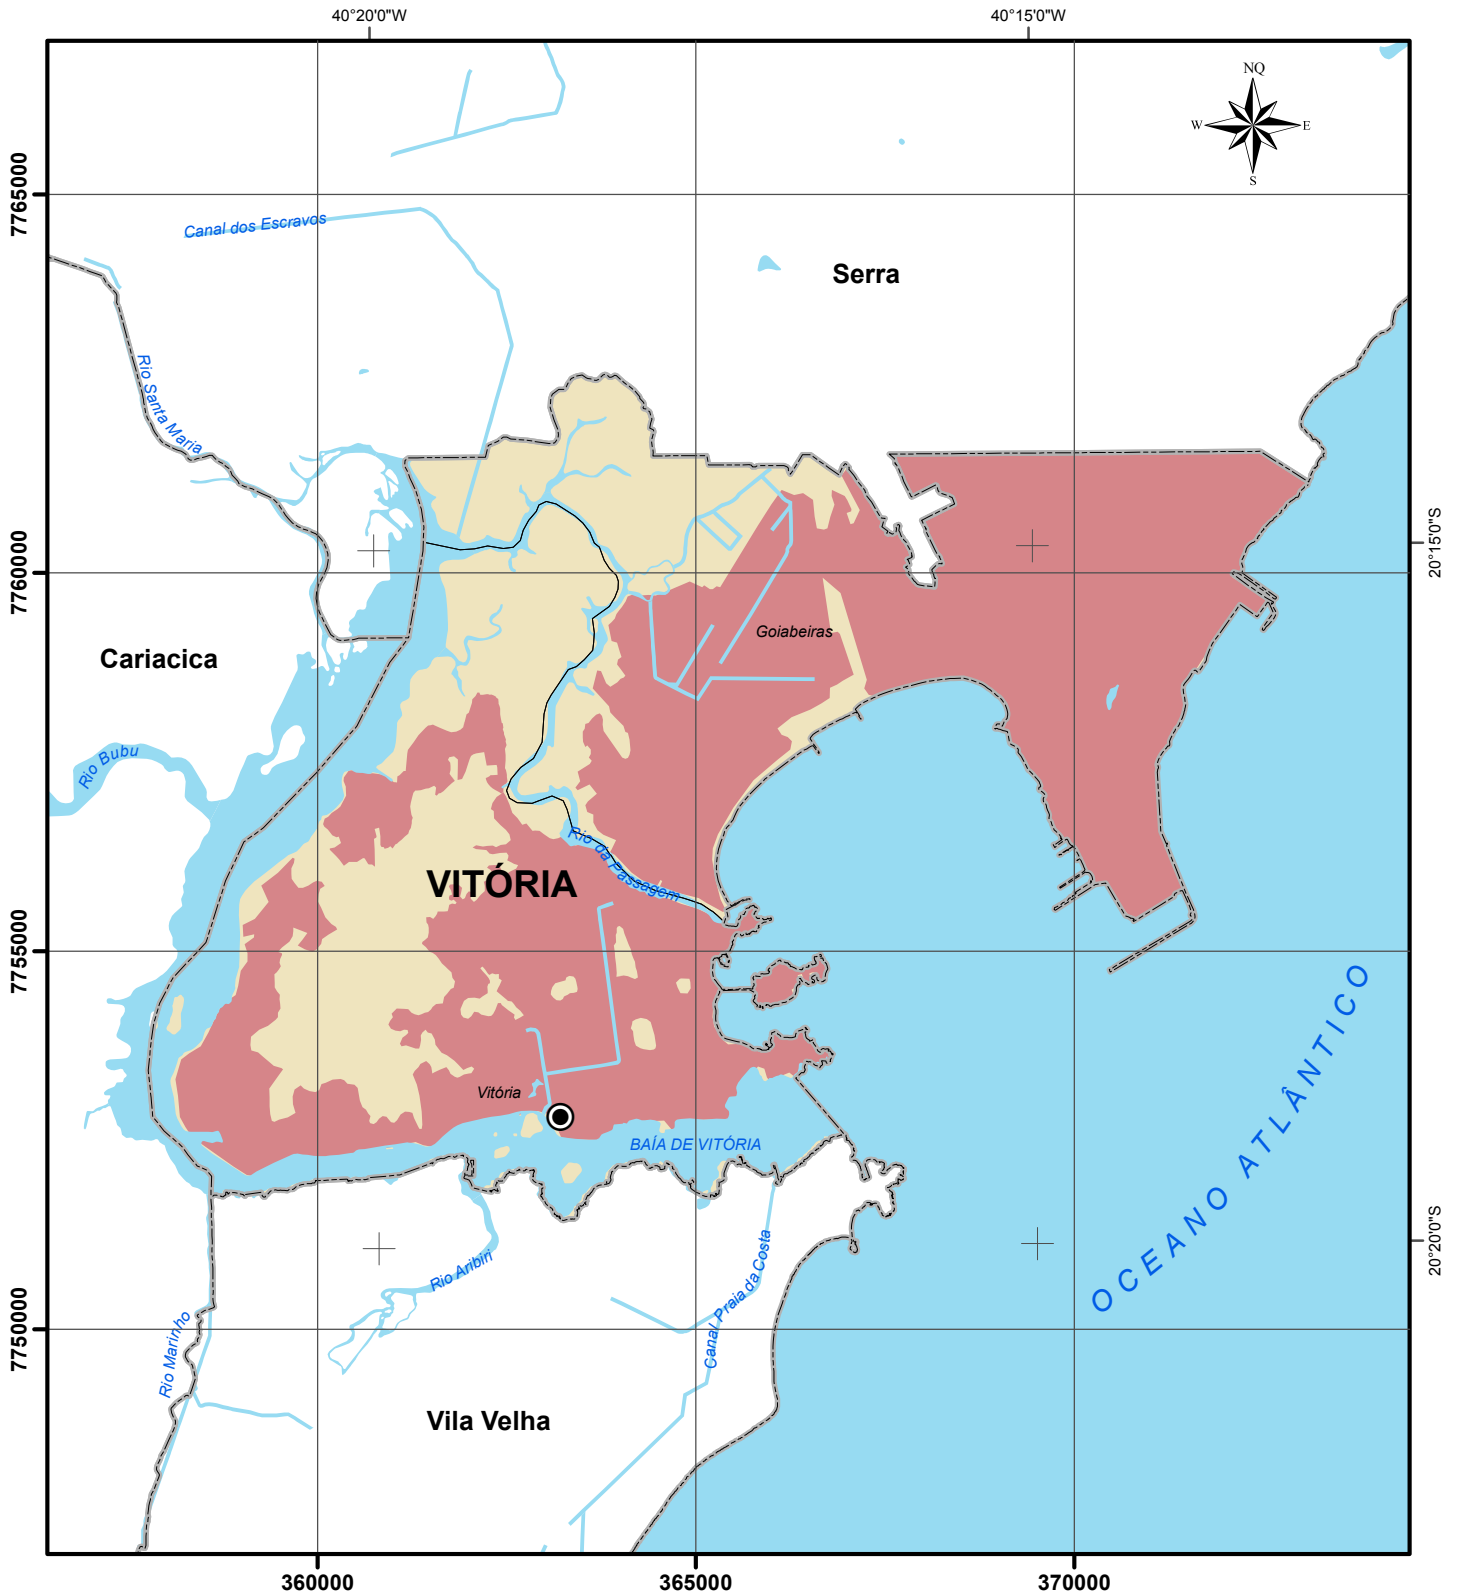 40°20'0"W
40°15'0"W
NQ
W
E
S
7765000
Canal dos Escravos
Serra
Rio Santa Maria
20°15'0"S
7760000
Goiabeiras
Cariacica
Rio Bubu
Rio da Passagem
VITÓRIA
7755000
OCEANO ATLÂNTICO
Vitória
BAÍA DE VITÓRIA
20°20'0"S
Rio Aribiri
Canal Praia da Costa
7750000
Rio Marinho
Vila Velha
360000
365000
370000